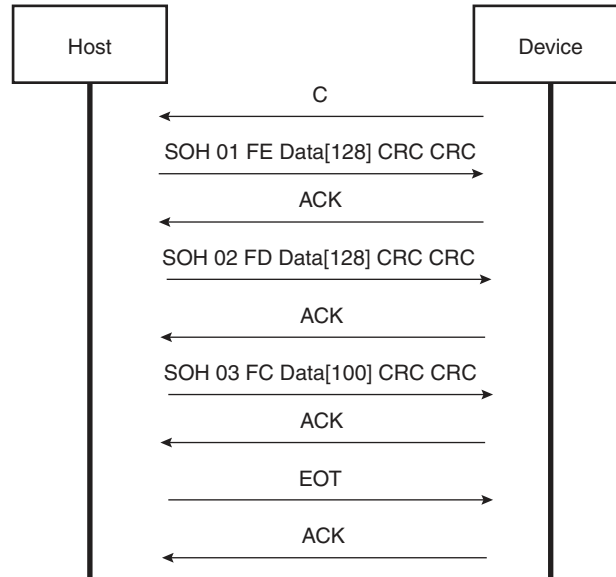 Host
Device
C
SOH 01 FE Data[128] CRC CRC
ACK
SOH 02 FD Data[128] CRC CRC
ACK
SOH 03 FC Data[100] CRC CRC
ACK
EOT
ACK